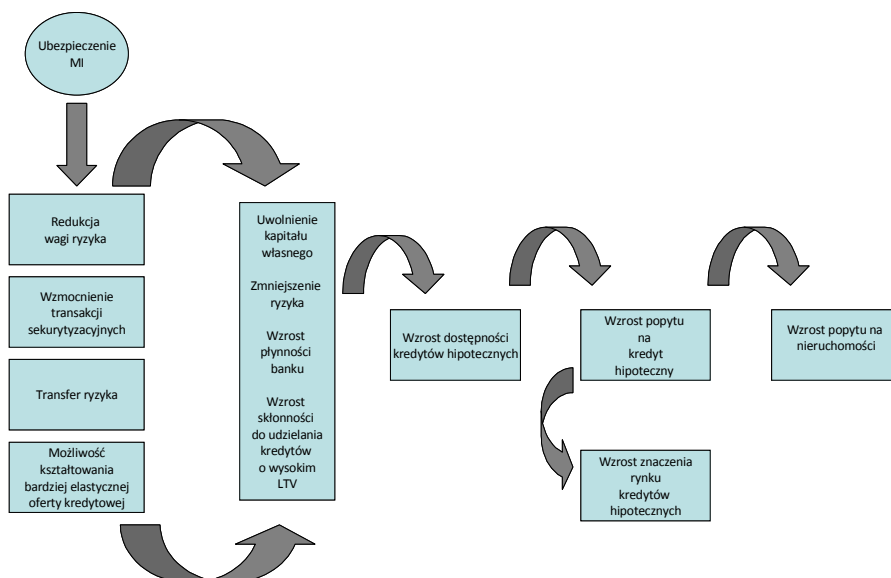 Ubezpieczenie
MI
Redukcja
wagi ryzyka
Wzmocnienie
transakcji
sekurytyzacyjnych
Transfer ryzyka
Możliwość
kształtowania
bardziej elastycznej
oferty kredytowej
Uwolnienie
kapitału
własnego
Zmniejszenie
ryzyka
Wzrost
płynności
banku
Wzrost
skłonności
do udzielania
kredytów
o wysokim
LTV
Wzrost dostępności
kredytów hipotecznych
Wzrost popytu
na
kredyt
hipoteczny
Wzrost znaczenia
rynku
kredytów
hipotecznych
Wzrost popytu na
nieruchomości